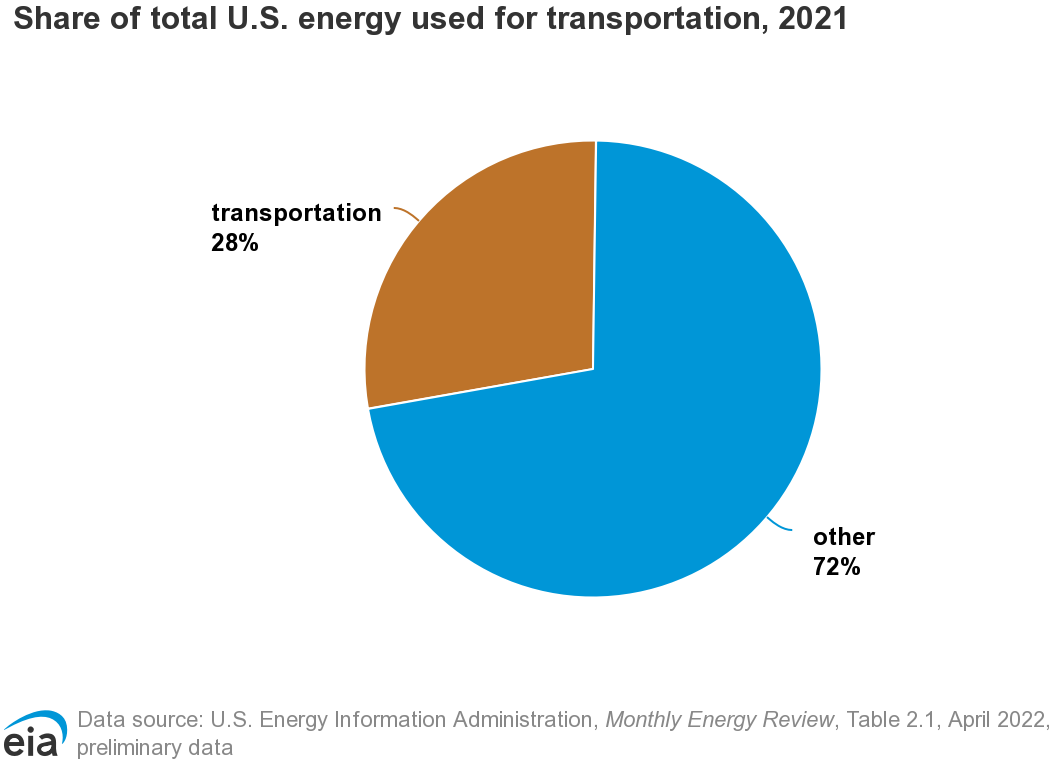 Share of total U.S. energy used for transportation, 2021
transportation
28%
other
72%
eia
Data source: U.S. Energy Information Administration, Monthly Energy Review, Table 2.1, April 2022,
preliminary data